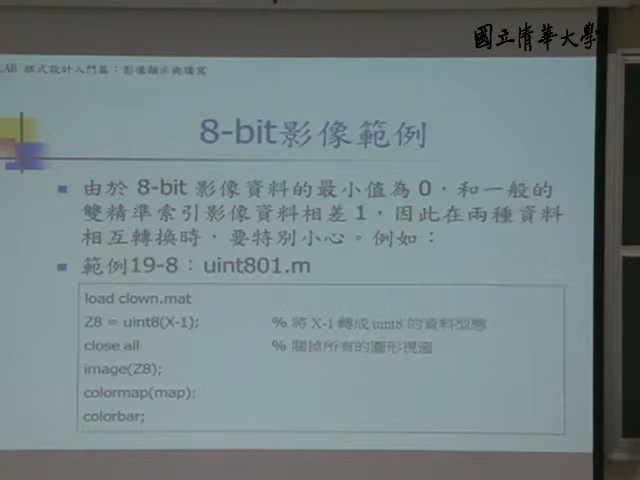 國立清華大學
LAB 程式設計入門篇：影像顯示與讀寫
8-bit影像範例
由於 8-bit 影像資料的最小值為 0，和一般的
雙精準索引影像資料相差 1，因此在兩種資料
相互轉換時，要特別小心。例如：
範例19-8：uint801.m
load clown.mat
Z8 = uint8(X-1); % 將 X-1 轉成 uint8 的資料型態
close all % 關掉所有的圖形視窗
image(Z8);
colormap(map);
colorbar;